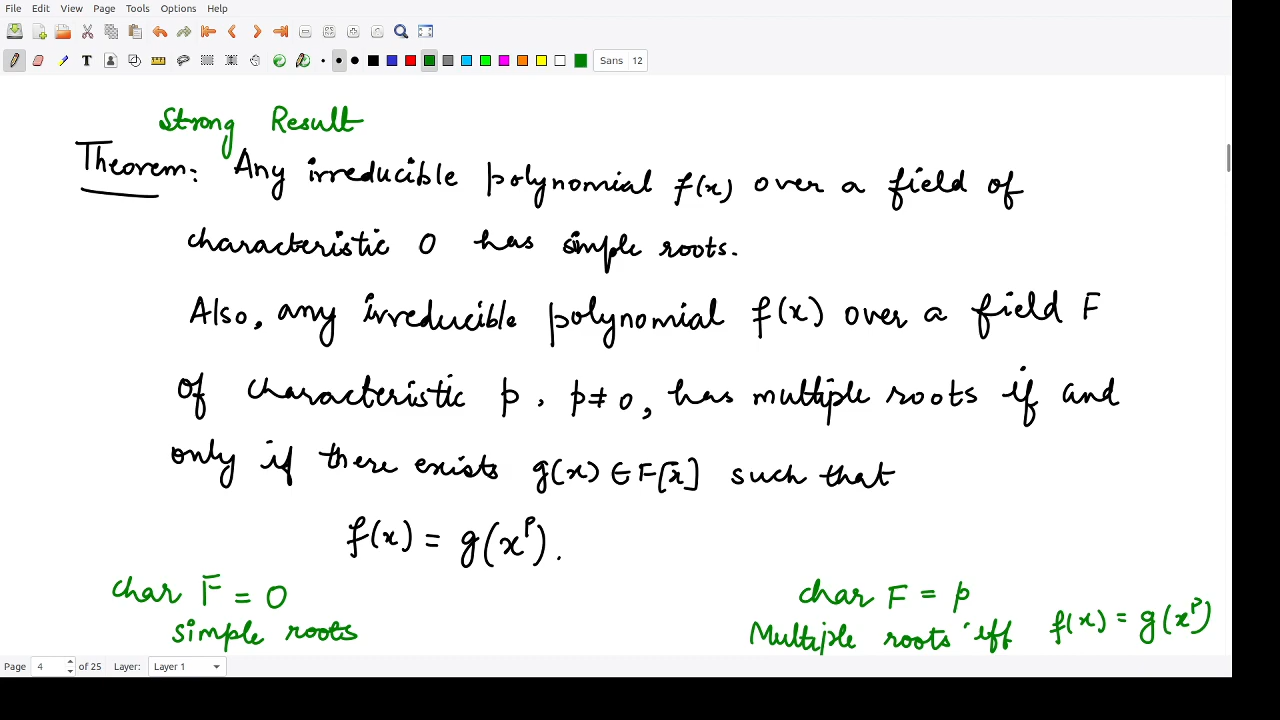 File Edit View Page Tools Options Help
T Sans 12
Strong Result
Theorem: Any irreducible polynomial f(x) over a field of
characteristic 0 has simple roots.
Also, any irreducible polynomial f(x) over a field F
of characteristic p, p≠0, has multiple roots if and
only if there exists g(x) ∈ F[x] such that
f(x) = g(xᵖ).
char F = 0
simple roots
char F = p
Multiple roots iff f(x) = g(xᵖ)
Page 4 of 25 Layer: Layer 1